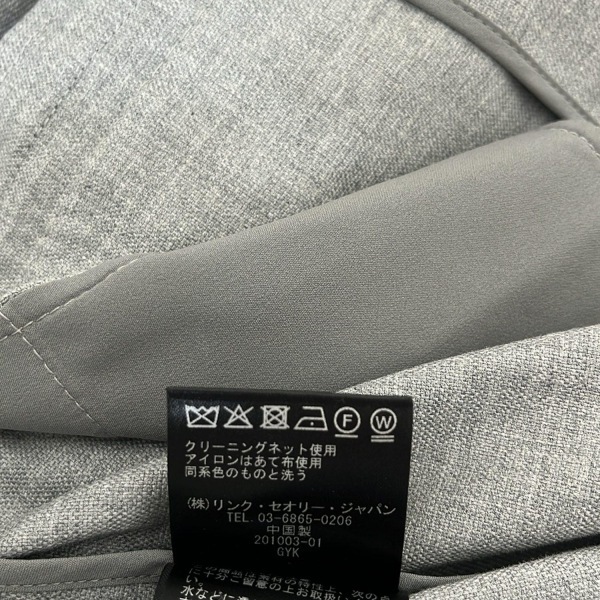 F W
クリーニングネット使用
アイロンはあて布使用
同系色のものと洗う
(株)リンク・セオリー・ジャパン
TEL. 03-6865-0206
中国製
201003-01
GYK